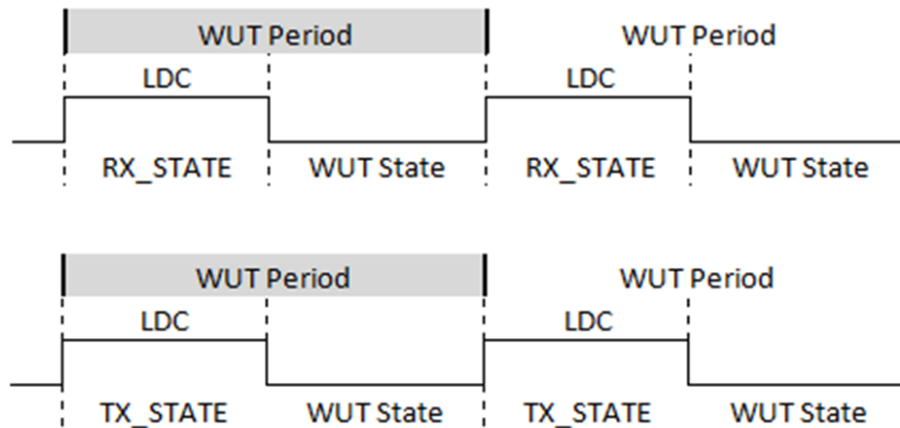 WUT Period WUT Period
LDC LDC
RX_STATE WUT State RX_STATE WUT State
WUT Period WUT Period
LDC LDC
TX_STATE WUT State TX_STATE WUT State